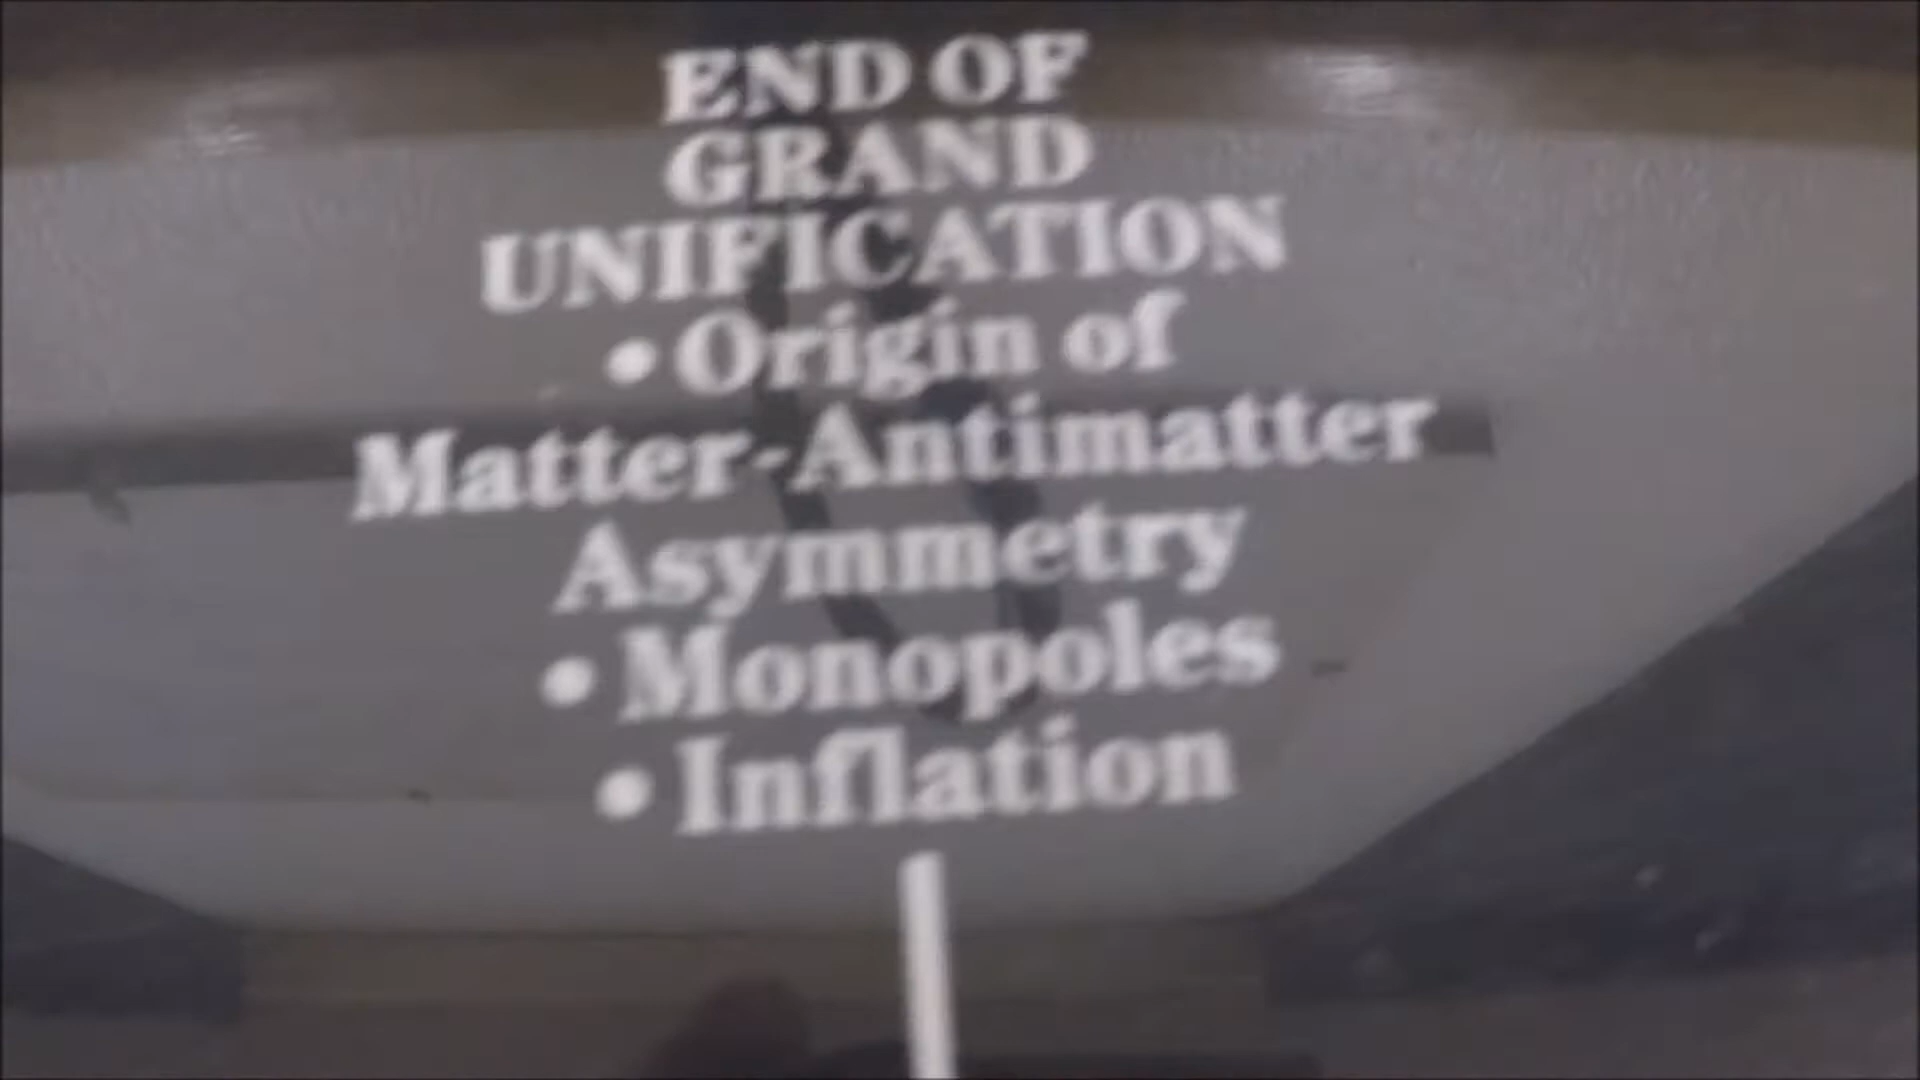 END OF
GRAND
UNIFICATION
• Origin of
Matter-Antimatter
Asymmetry
• Monopoles
• Inflation